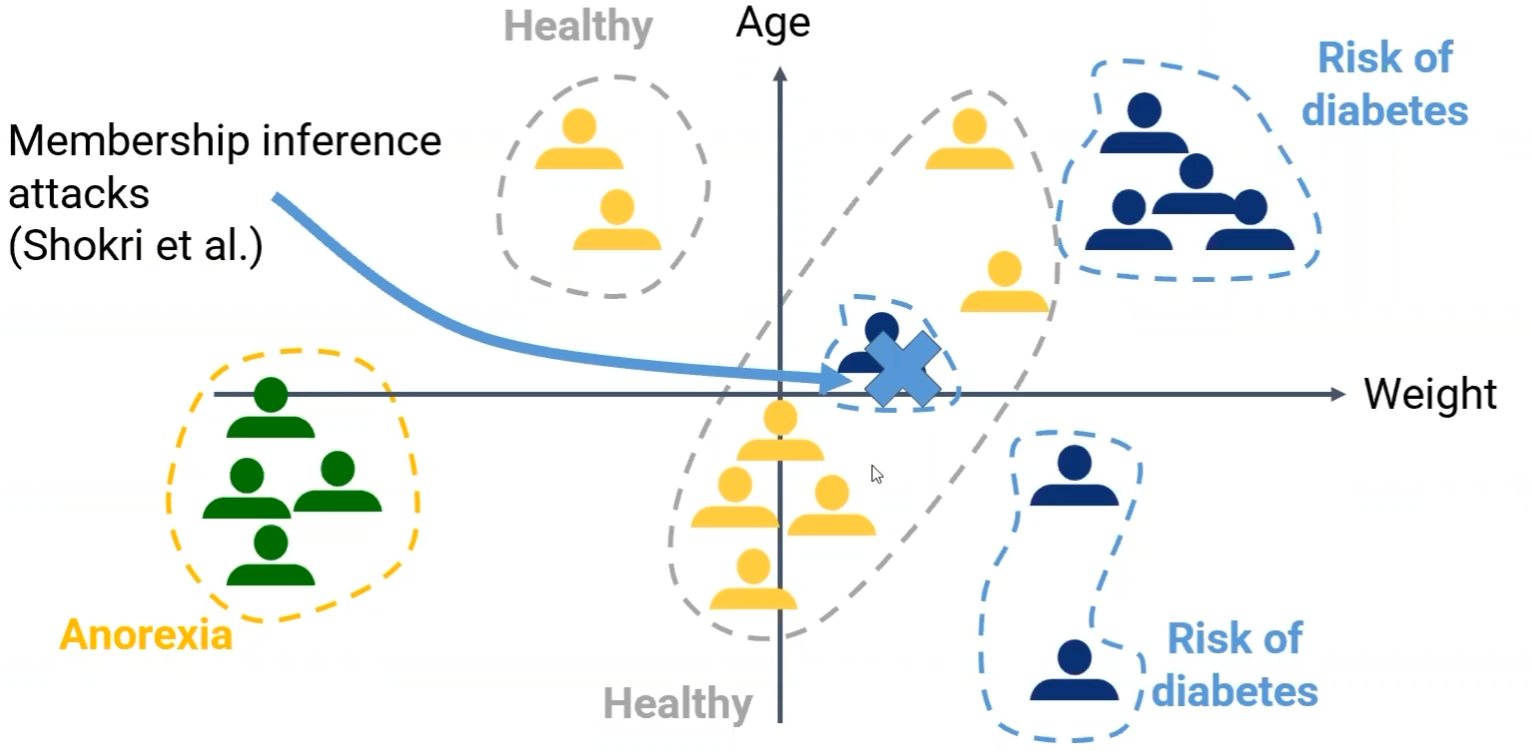 Healthy
Age
Risk of
diabetes
Membership inference
attacks
(Shokri et al.)
Weight
Anorexia
Healthy
Risk of
diabetes